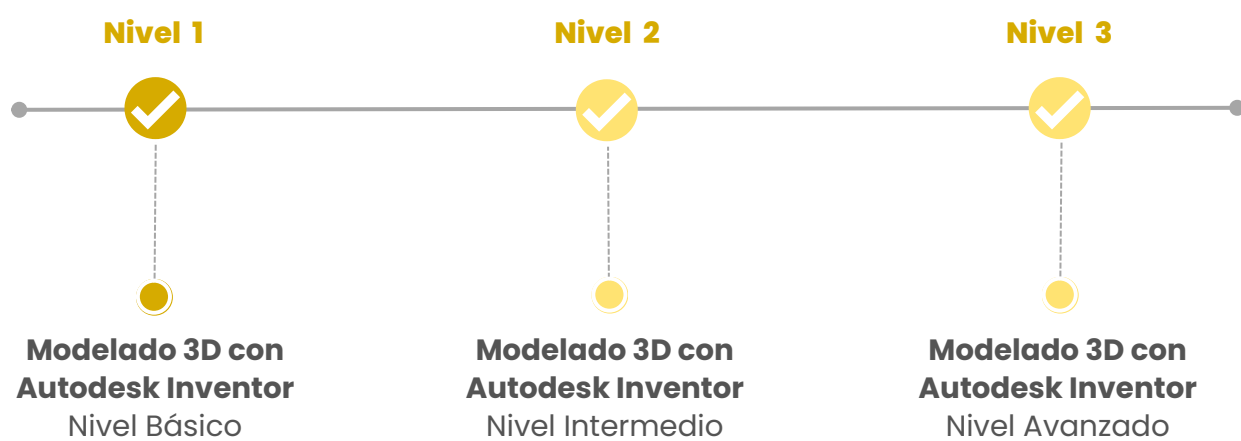 Nivel 1
Nivel 2
Nivel 3
Modelado 3D con
Autodesk Inventor
Nivel Básico
Modelado 3D con
Autodesk Inventor
Nivel Intermedio
Modelado 3D con
Autodesk Inventor
Nivel Avanzado